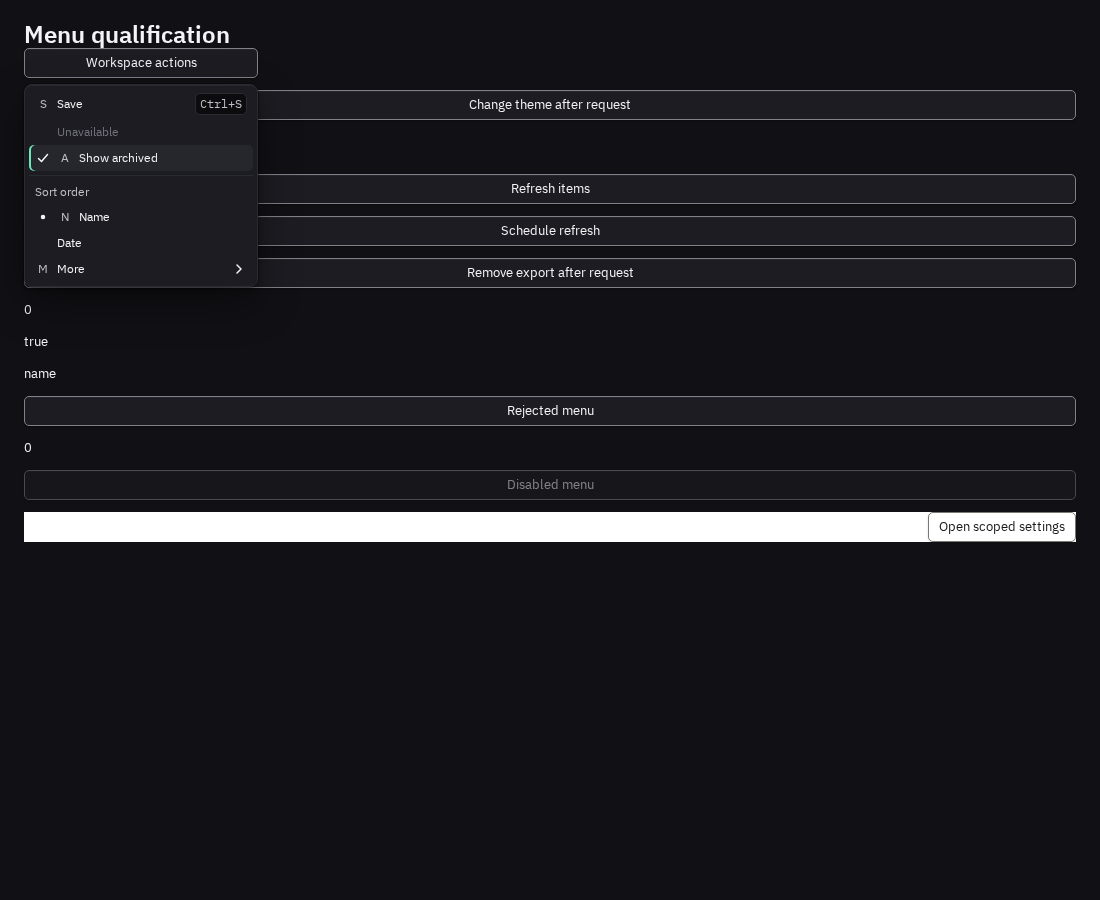 Menu qualification
Workspace actions
S Save Ctrl+S
Change theme after request
Unavailable
A Show archived
Sort order
Refresh items
N Name
Schedule refresh
Date
M More
Remove export after request
0
true
name
Rejected menu
0
Disabled menu
Open scoped settings